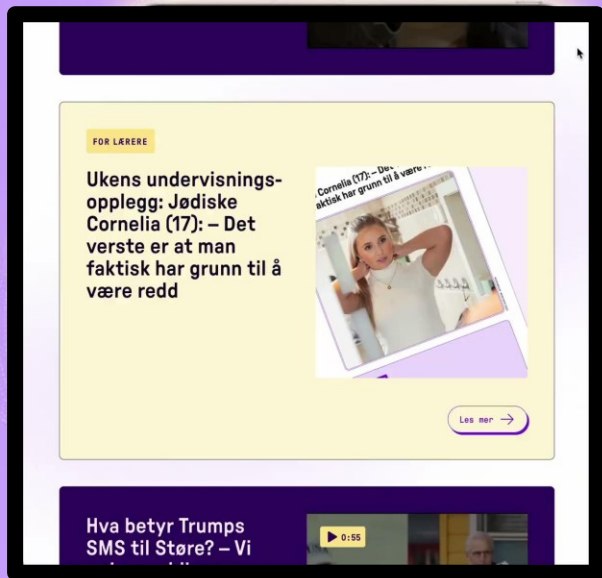 FOR LÆRERE
Ukens undervisnings-
opplegg: Jødiske
Cornelia (17): – Det
verste er at man
faktisk har grunn til å
være redd
Cornelia (17): – Det
faktisk har grunn til å være
Les mer →
Hva betyr Trumps
SMS til Støre? – Vi
0:55